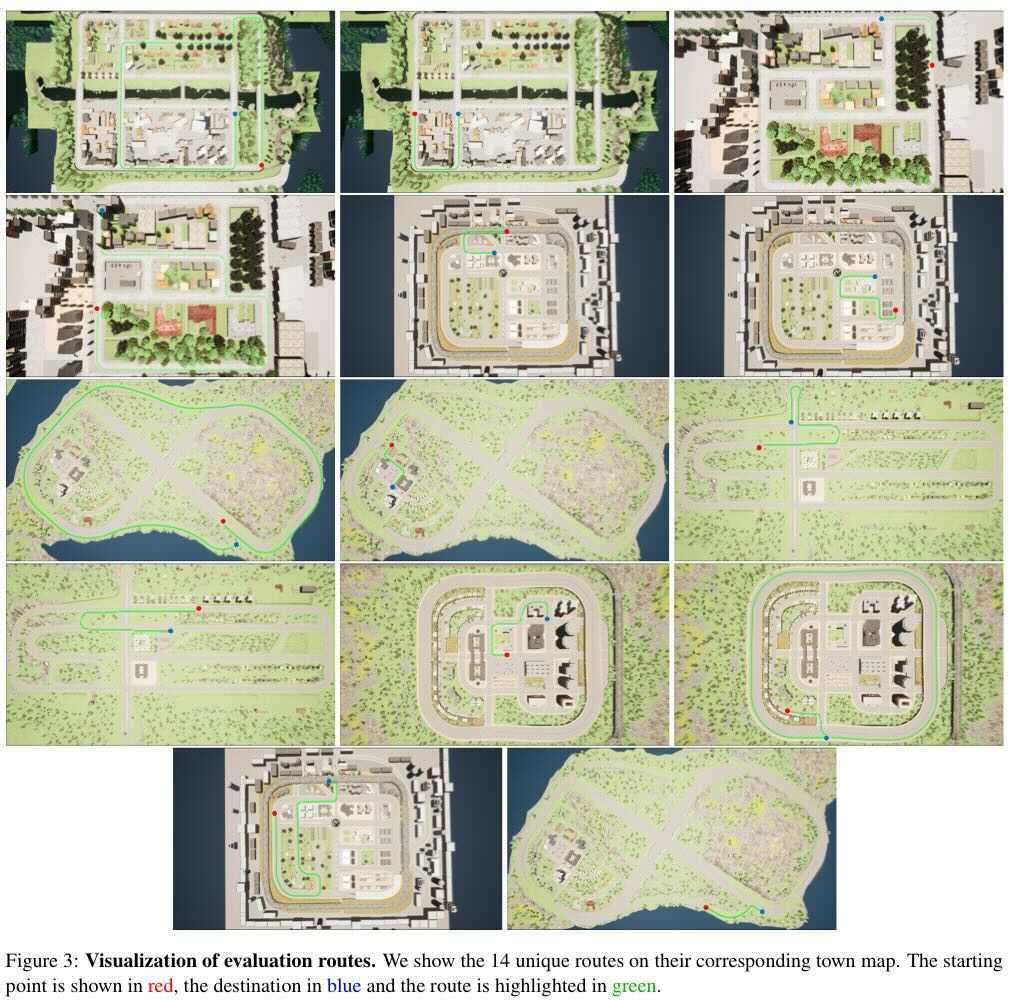 Figure 3: Visualization of evaluation routes. We show the 14 unique routes on their corresponding town map. The starting
point is shown in red, the destination in blue and the route is highlighted in green.